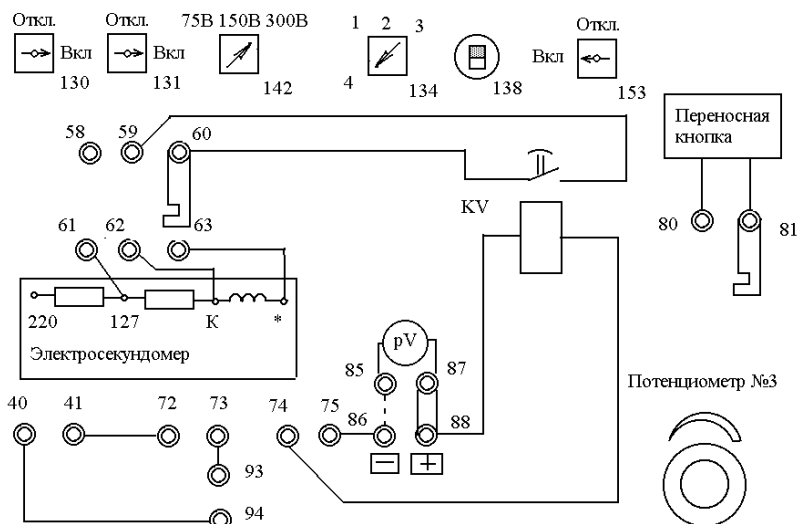 Откл. Откл. 75В 150В 300В 1 2 3 Откл.
Вкл Вкл 4 Вкл
130 131 142 134 138 153
Переносная
кнопка
58 59 60
KV
61 62 63 80 81
220 127 К *
Электросекундомер
pV
85 87
Потенциометр №3
40 41 72 73 74 75 86 88
− +
93
94